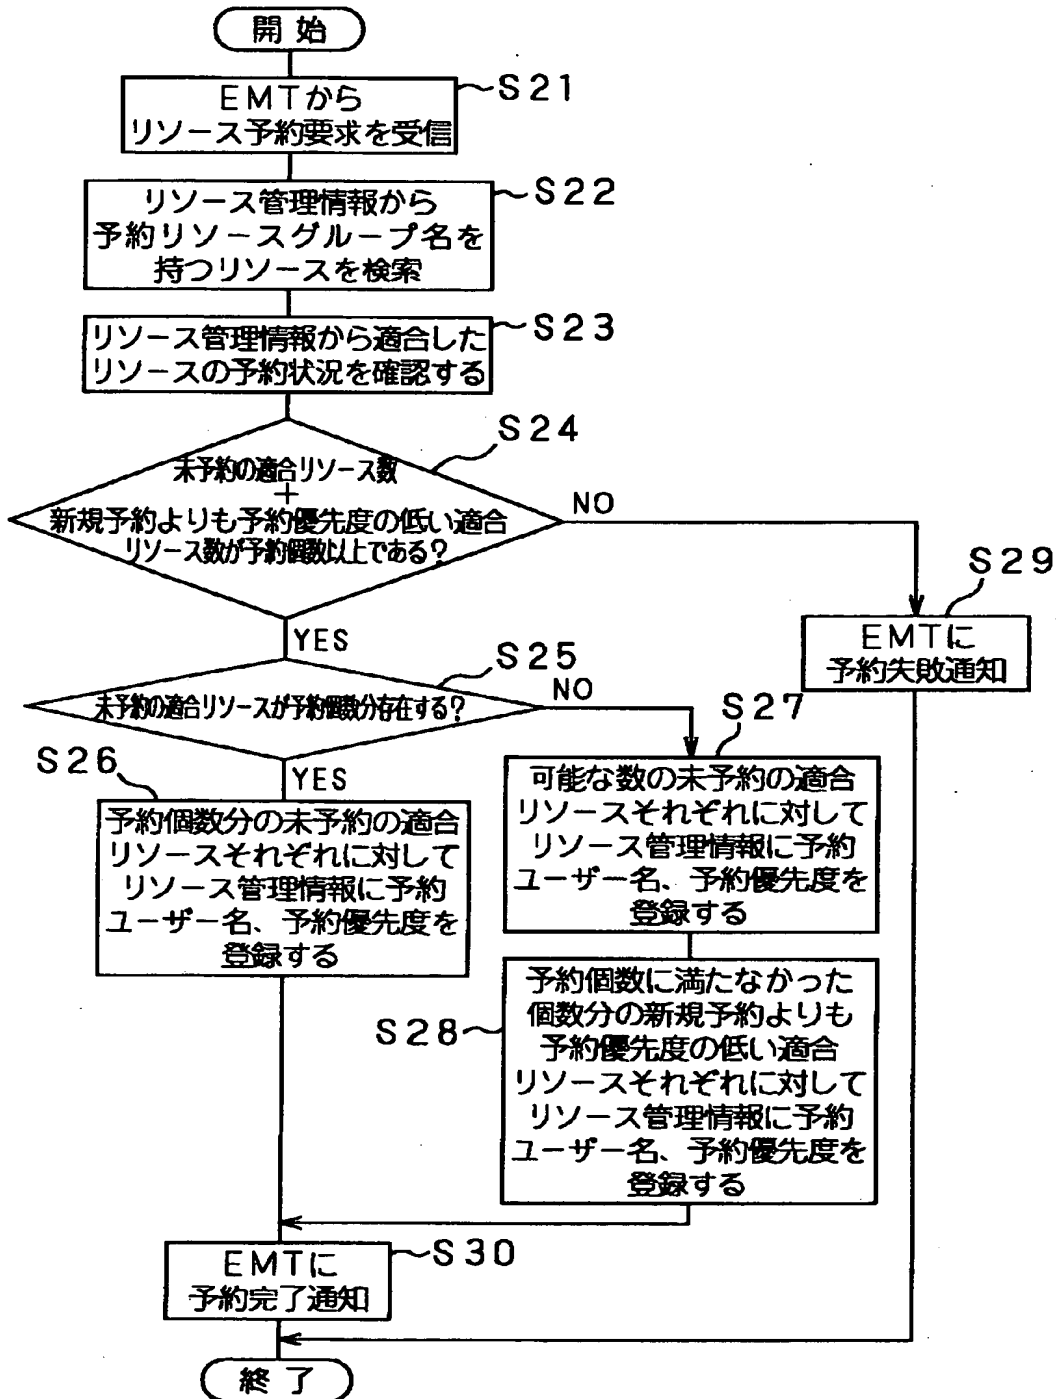 開始
S21
EMTから
リソース予約要求を受信
S22
リソース管理情報から
予約リソースグループ名を
持つリソースを検索
S23
リソース管理情報から適合した
リソースの予約状況を確認する
S24
未予約の適合リソース数
+
新規予約よりも予約優先度の低い適合
リソース数が予約個数以上である?
NO
YES
S29
EMTに
予約失敗通知
S25
未予約の適合リソースが予約個数分存在する?
NO
YES
S26
予約個数分の未予約の適合
リソースそれぞれに対して
リソース管理情報に予約
ユーザー名、予約優先度を
登録する
S27
可能な数の未予約の適合
リソースそれぞれに対して
リソース管理情報に予約
ユーザー名、予約優先度を
登録する
S28
予約個数に満たなかった
個数分の新規予約よりも
予約優先度の低い適合
リソースそれぞれに対して
リソース管理情報に予約
ユーザー名、予約優先度を
登録する
S30
EMTに
予約完了通知
終了